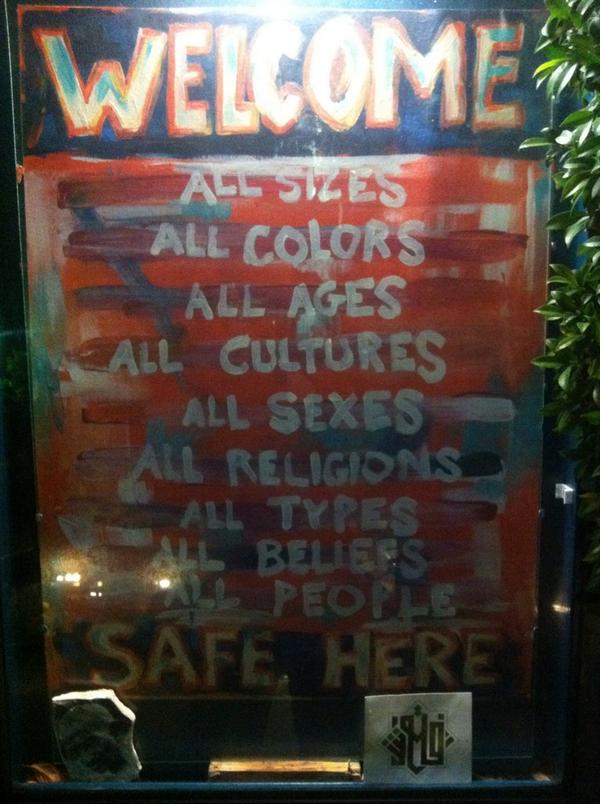 WELCOME
ALL SIZES
ALL COLORS
ALL AGES
ALL CULTURES
ALL SEXES
ALL RELIGIONS
ALL TYPES
ALL BELIEFS
ALL PEOPLE
SAFE HERE